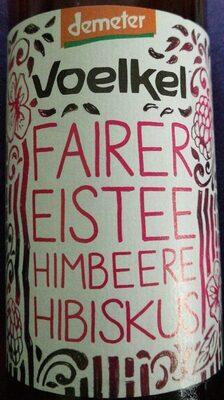 demeter
Voelkel
FAIRER
EISTEE
HIMBEERE
HIBISKUS